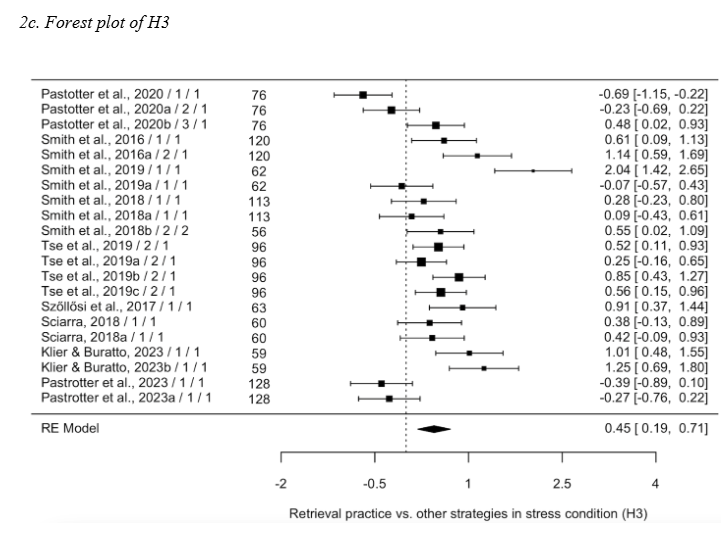 2c. Forest plot of H3
Pastotter et al., 2020 / 1 / 1 76 -0.69 [-1.15, -0.22]
Pastotter et al., 2020a / 2 / 1 76 -0.23 [-0.69, 0.22]
Pastotter et al., 2020b / 3 / 1 76 0.48 [ 0.02, 0.93]
Smith et al., 2016 / 1 / 1 120 0.61 [ 0.09, 1.13]
Smith et al., 2016a / 2 / 1 120 1.14 [ 0.59, 1.69]
Smith et al., 2019 / 1 / 1 62 2.04 [ 1.42, 2.65]
Smith et al., 2019a / 1 / 1 62 -0.07 [-0.57, 0.43]
Smith et al., 2018 / 1 / 1 113 0.28 [-0.23, 0.80]
Smith et al., 2018a / 1 / 1 113 0.09 [-0.43, 0.61]
Smith et al., 2018b / 2 / 2 56 0.55 [ 0.02, 1.09]
Tse et al., 2019 / 2 / 1 96 0.52 [ 0.11, 0.93]
Tse et al., 2019a / 2 / 1 96 0.25 [-0.16, 0.65]
Tse et al., 2019b / 2 / 1 96 0.85 [ 0.43, 1.27]
Tse et al., 2019c / 2 / 1 96 0.56 [ 0.15, 0.96]
Szőllősi et al., 2017 / 1 / 1 63 0.91 [ 0.37, 1.44]
Sciarra, 2018 / 1 / 1 60 0.38 [-0.13, 0.89]
Sciarra, 2018a / 1 / 1 60 0.42 [-0.09, 0.93]
Klier & Buratto, 2023 / 1 / 1 59 1.01 [ 0.48, 1.55]
Klier & Buratto, 2023b / 1 / 1 59 1.25 [ 0.69, 1.80]
Pastrotter et al., 2023 / 1 / 1 128 -0.39 [-0.89, 0.10]
Pastrotter et al., 2023a / 1 / 1 128 -0.27 [-0.76, 0.22]
RE Model 0.45 [ 0.19, 0.71]
-2 -0.5 1 2.5 4
Retrieval practice vs. other strategies in stress condition (H3)